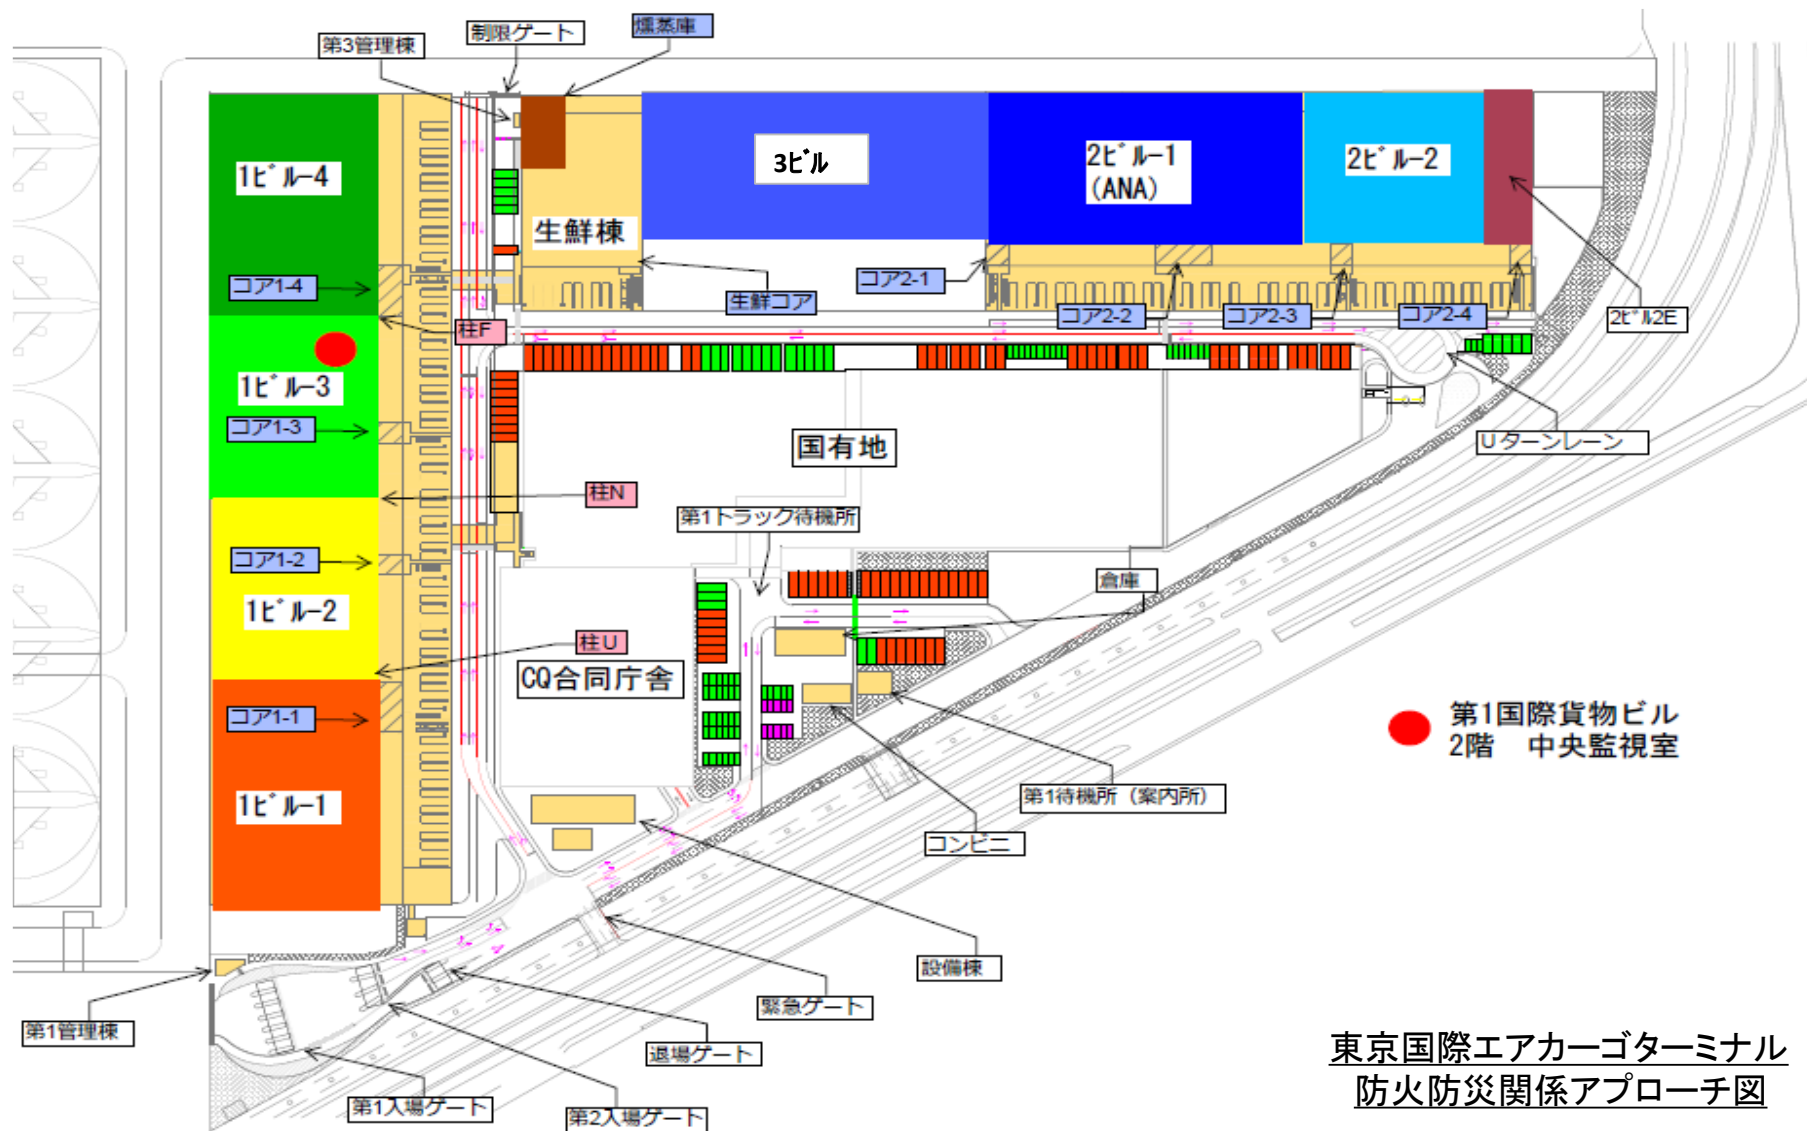 第3管理棟
制限ゲート
燻蒸庫
1ビル-4
3ビル
2ビル-1
(ANA)
2ビル-2
生鮮棟
コア1-4
生鮮コア
コア2-1
コア2-2
コア2-3
コア2-4
2ビル2E
柱F
1ビル-3
コア1-3
国有地
Uターンレーン
柱N
第1トラック待機所
コア1-2
倉庫
1ビル-2
柱U
CQ合同庁舎
コア1-1
第1国際貨物ビル
2階 中央監視室
1ビル-1
第1待機所（案内所）
コンビニ
設備棟
緊急ゲート
第1管理棟
退場ゲート
第1入場ゲート
第2入場ゲート
東京国際エアカーゴターミナル
防火防災関係アプローチ図